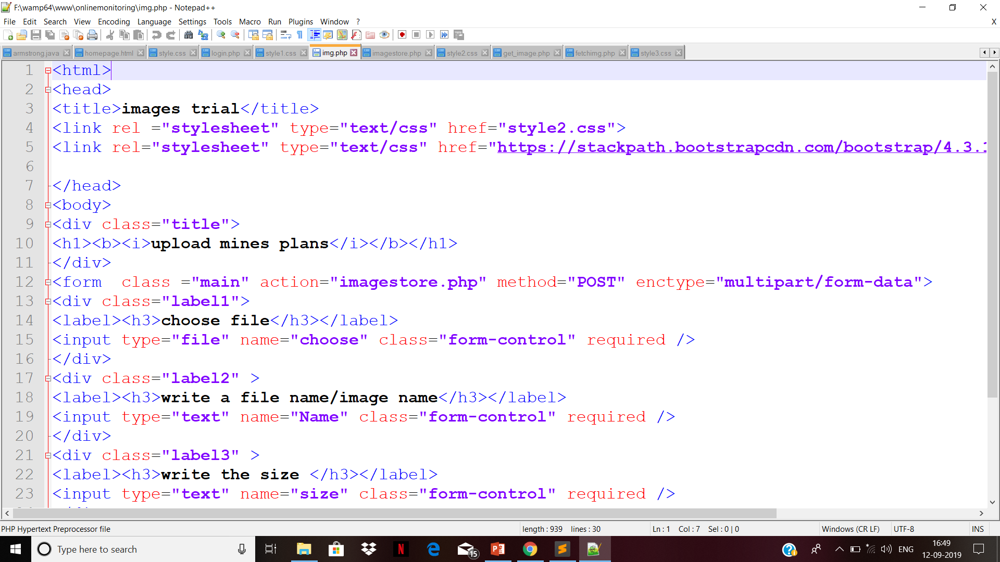 F:\wamp64\www\onlinemonitoring\img.php - Notepad++
File Edit Search View Encoding Language Settings Tools Macro Run Plugins Window ? X
armstrong.java homepage.html style.css login.php style1.css img.php imagestore.php style2.css get_image.php fetchimg.php style3.css
1 <html>
2 <head>
3 <title>images trial</title>
4 <link rel ="stylesheet" type="text/css" href="style2.css">
5 <link rel="stylesheet" type="text/css" href="https://stackpath.bootstrapcdn.com/bootstrap/4.3.1
6
7 </head>
8 <body>
9 <div class="title">
10 <h1><b><i>upload mines plans</i></b></h1>
11 </div>
12 <form  class ="main" action="imagestore.php" method="POST" enctype="multipart/form-data">
13 <div class="label1">
14 <label><h3>choose file</h3></label>
15 <input type="file" name="choose" class="form-control" required />
16 </div>
17 <div class="label2" >
18 <label><h3>write a file name/image name</h3></label>
19 <input type="text" name="Name" class="form-control" required />
20 </div>
21 <div class="label3" >
22 <label><h3>write the size </h3></label>
23 <input type="text" name="size" class="form-control" required />
PHP Hypertext Preprocessor file length : 939 lines : 30 Ln : 1 Col : 7 Sel : 0 | 0 Windows (CR LF) UTF-8 INS
Type here to search 15 ENG 16:49
12-09-2019